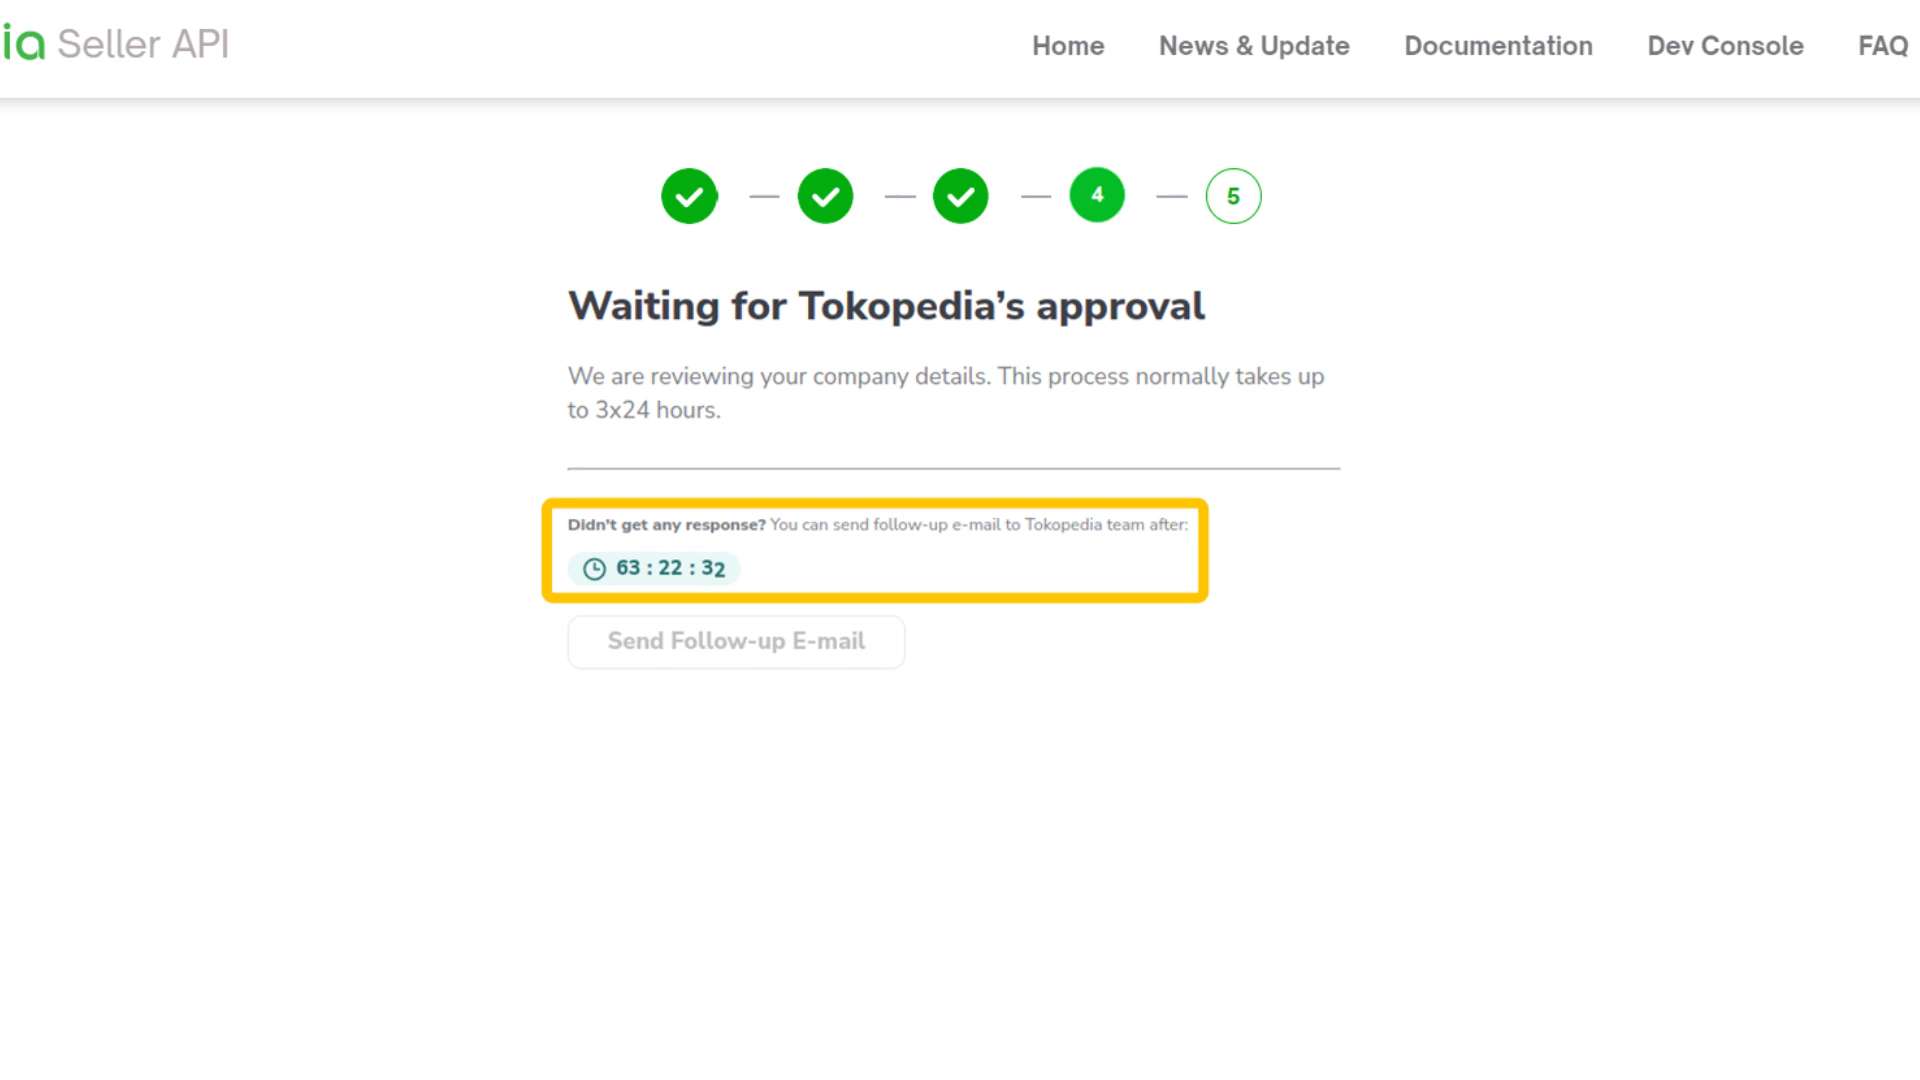 ia Seller API
Home News & Update Documentation Dev Console FAQ
4 5
Waiting for Tokopedia’s approval
We are reviewing your company details. This process normally takes up
to 3x24 hours.
Didn't get any response? You can send follow-up e-mail to Tokopedia team after:
63 : 22 : 32
Send Follow-up E-mail